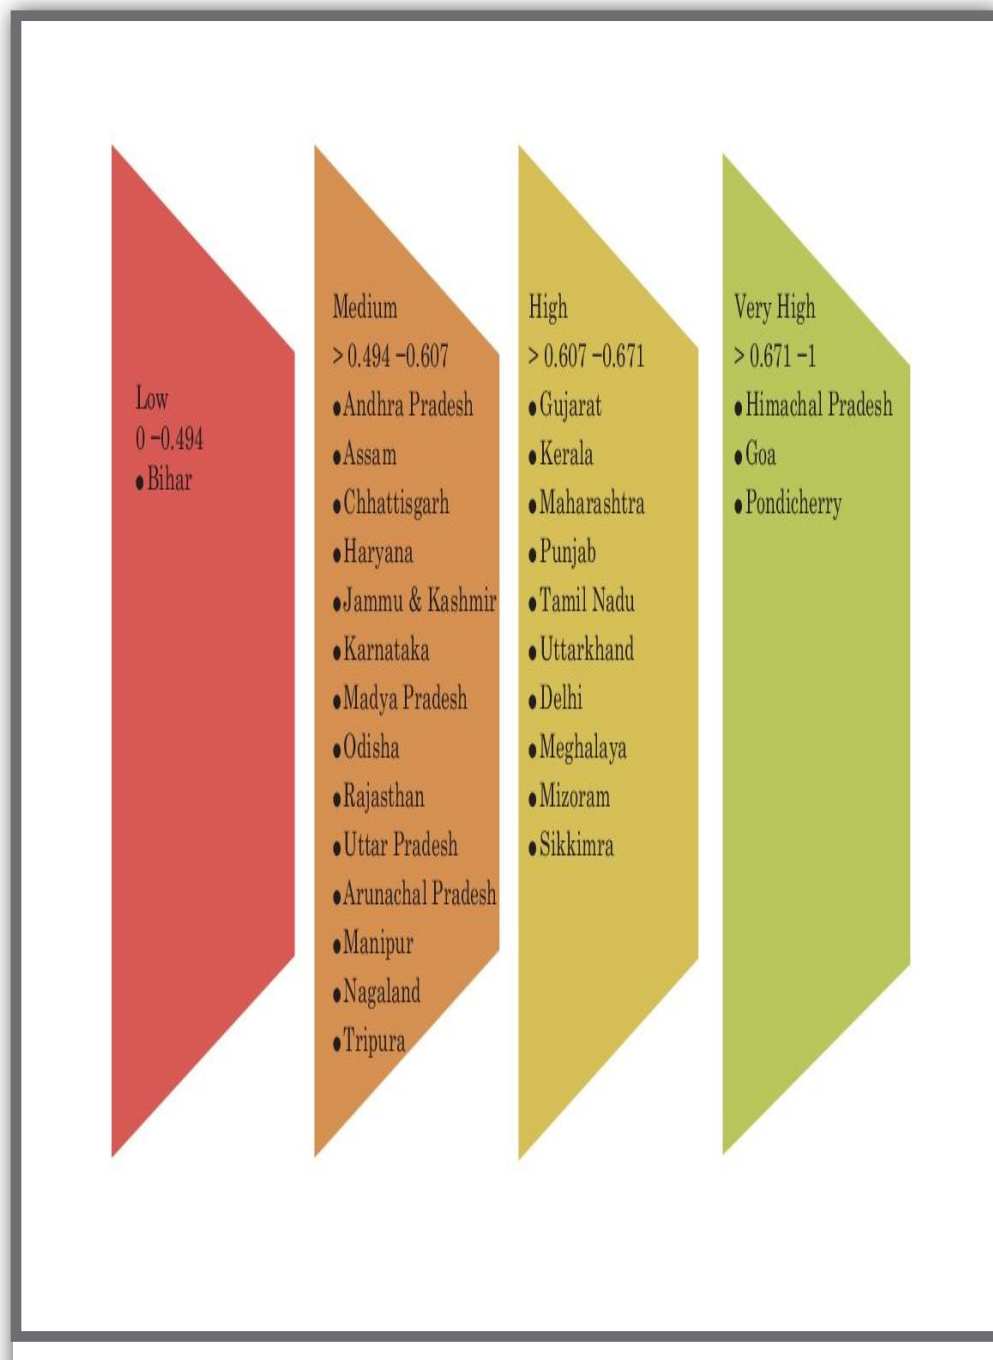 Low
0 –0.494
● Bihar
Medium
> 0.494 –0.607
● Andhra Pradesh
● Assam
● Chhattisgarh
● Haryana
● Jammu & Kashmir
● Karnataka
● Madya Pradesh
● Odisha
● Rajasthan
● Uttar Pradesh
● Arunachal Pradesh
● Manipur
● Nagaland
● Tripura
High
> 0.607 –0.671
● Gujarat
● Kerala
● Maharashtra
● Punjab
● Tamil Nadu
● Uttarkhand
● Delhi
● Meghalaya
● Mizoram
● Sikkimra
Very High
> 0.671 –1
● Himachal Pradesh
● Goa
● Pondicherry